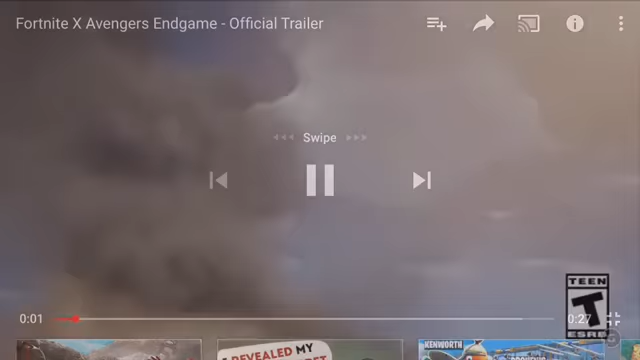 Fortnite X Avengers Endgame - Official Trailer
Swipe
0:01
0:27
TEEN
T
ESRB
I REVEALED MY
KENWORTH